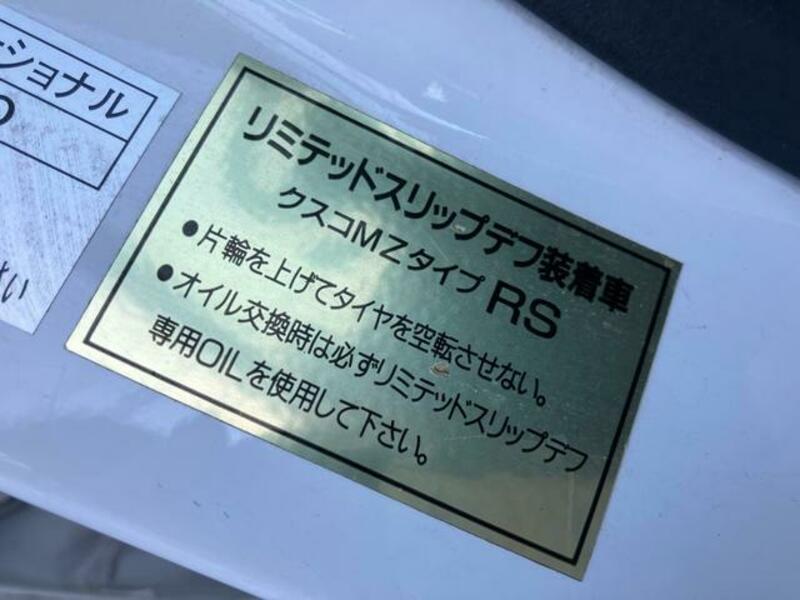 ーショナル
さい
リミテッドスリップデフ装着車
クスコMZタイプ RS
●片輪を上げてタイヤを空転させない。
●オイル交換時は必ずリミテッドスリップデフ
専用OILを使用して下さい。